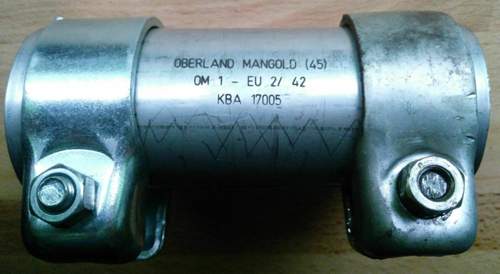 OBERLAND MANGOLD (45)
OM 1 - EU 2/ 42
KBA 17005